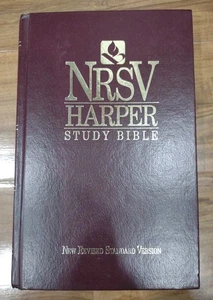 NRSV
HARPER
STUDY BIBLE
NEW REVISED STANDARD VERSION